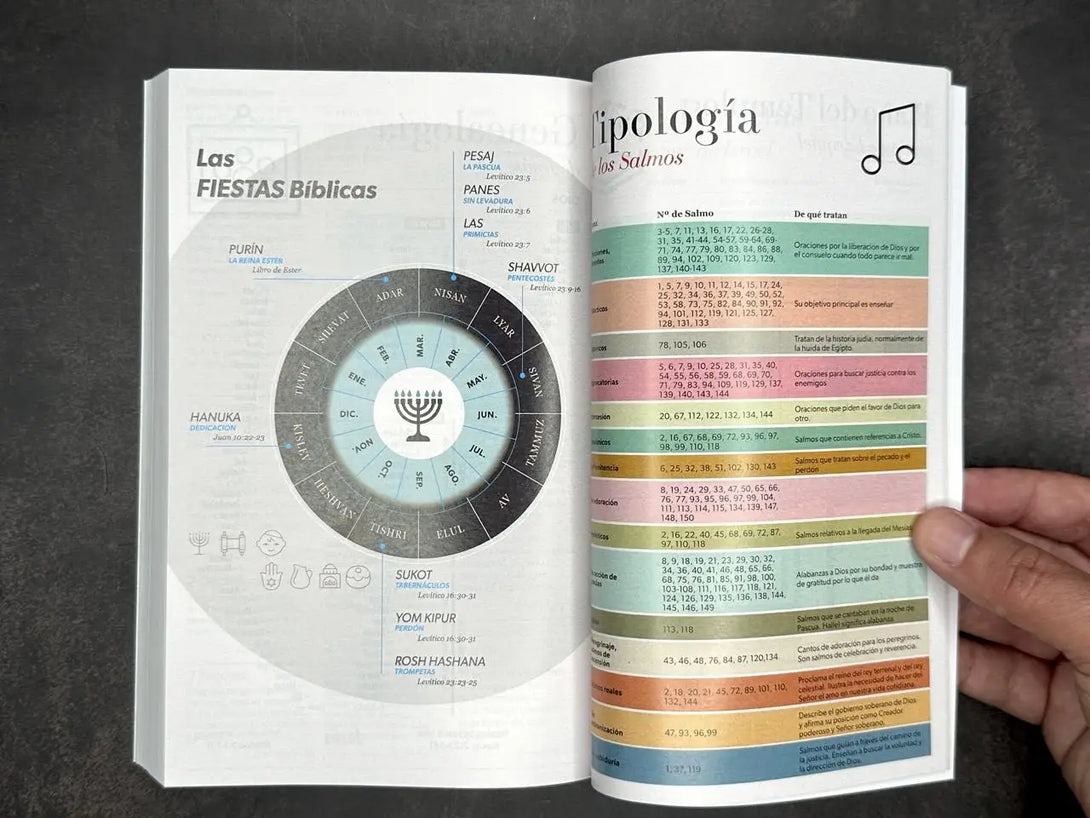 Las
FIESTAS Bíblicas
PESAJ
LA PASCUA
Levítico 23:5
PANES
SIN LEVADURA
Levítico 23:6
LAS
PRIMICIAS
Levítico 23:7
SHAVVOT
PENTECOSTÉS
Levítico 23:9-16
PURÍN
LA REINA ESTER
Libro de Ester
HANUKA
DEDICACION
Juan 10:22-23
ADAR
NISAN
LYAR
SIVAN
TAMMUZ
AV
ELUL
TISHRI
HESHVAN
KISLEV
TEVET
SHEVAT
ENE.
FEB.
MAR.
ABR.
MAY.
JUN.
JUL.
AGO.
SEP.
OCT.
NOV.
DIC.
SUKOT
TABERNÁCULOS
Levítico 16:30-31
YOM KIPUR
PERDÓN
Levítico 16:30-31
ROSH HASHANA
TROMPETAS
Levítico 23:23-25
Tipología
los Salmos
Nº de Salmo De qué tratan
3-5, 7, 11, 13, 16, 17, 22, 26-28,
31, 35, 41-44, 54-57, 59-64, 69-
71, 74, 77, 79, 80, 83, 84, 86, 88,
89, 94, 102, 109, 120, 123, 129,
137, 140-143
Oraciones por la liberacion de Dios y por
el consuelo cuando todo parece ir mal.
1, 5, 7, 9, 10, 11, 12, 14, 15, 17, 24,
25, 32, 34, 36, 37, 39, 49, 50, 52,
53, 58, 73, 75, 82, 84, 90, 91, 92,
94, 101, 112, 119, 121, 125, 127,
128, 131, 133
Su objetivo principal es enseñar
78, 105, 106
Tratan de la historia judia, normalmente de
la huida de Egipto.
5, 6, 7, 9, 10, 25, 28, 31, 35, 40,
54, 55, 56, 58, 59, 68, 69, 70,
71, 79, 83, 94, 109, 119, 129, 137,
139, 140, 143, 144
Oraciones para buscar justicia contra los
enemigos
20, 67, 112, 122, 132, 134, 144
Oraciones que piden el favor de Dios para
otro.
2, 16, 67, 68, 69, 72, 93, 96, 97,
98, 99, 110, 118
Salmos que contienen referencias a Cristo.
6, 25, 32, 38, 51, 102, 130, 143
Salmos que tratan sobre el pecado y el
perdón
8, 19, 24, 29, 33, 47, 50, 65, 66,
76, 77, 93, 95, 96, 97, 99, 104,
111, 113, 114, 115, 134, 139, 147,
148, 150
2, 16, 22, 40, 45, 68, 69, 72, 87,
97, 110, 118
Salmos relativos a la llegada del Mesías
8, 9, 18, 19, 21, 23, 29, 30, 32,
34, 36, 40, 41, 46, 48, 65, 66,
68, 75, 76, 81, 85, 91, 98, 100,
103-108, 111, 116, 117, 118, 121,
124, 126, 129, 135, 136, 138, 144,
145, 146, 149
Alabanzas a Dios por su bondad y muestra
de gratitud por lo que él da
113, 118
Salmos que se cantaban en la noche de
Pascua. Hallel significa alabanza
43, 46, 48, 76, 84, 87, 120,134
Cantos de adoración para los peregrinos.
Son salmos de celebración y reverencia.
2, 18, 20, 21, 45, 72, 89, 101, 110,
132, 144
Proclama el reino del rey terrenal y del rey
celestial. Ilustra la necesidad de hacer del
Señor el amo en nuestra vida cotidiana.
47, 93, 96,99
Describe el gobierno soberano de Dios
y afirma su posición como Creador
poderoso y Señor soberano.
1, 37, 119
Salmos que guían a través del camino de
la justicia. Enseñan a buscar la voluntad y
la direccion de Dios.